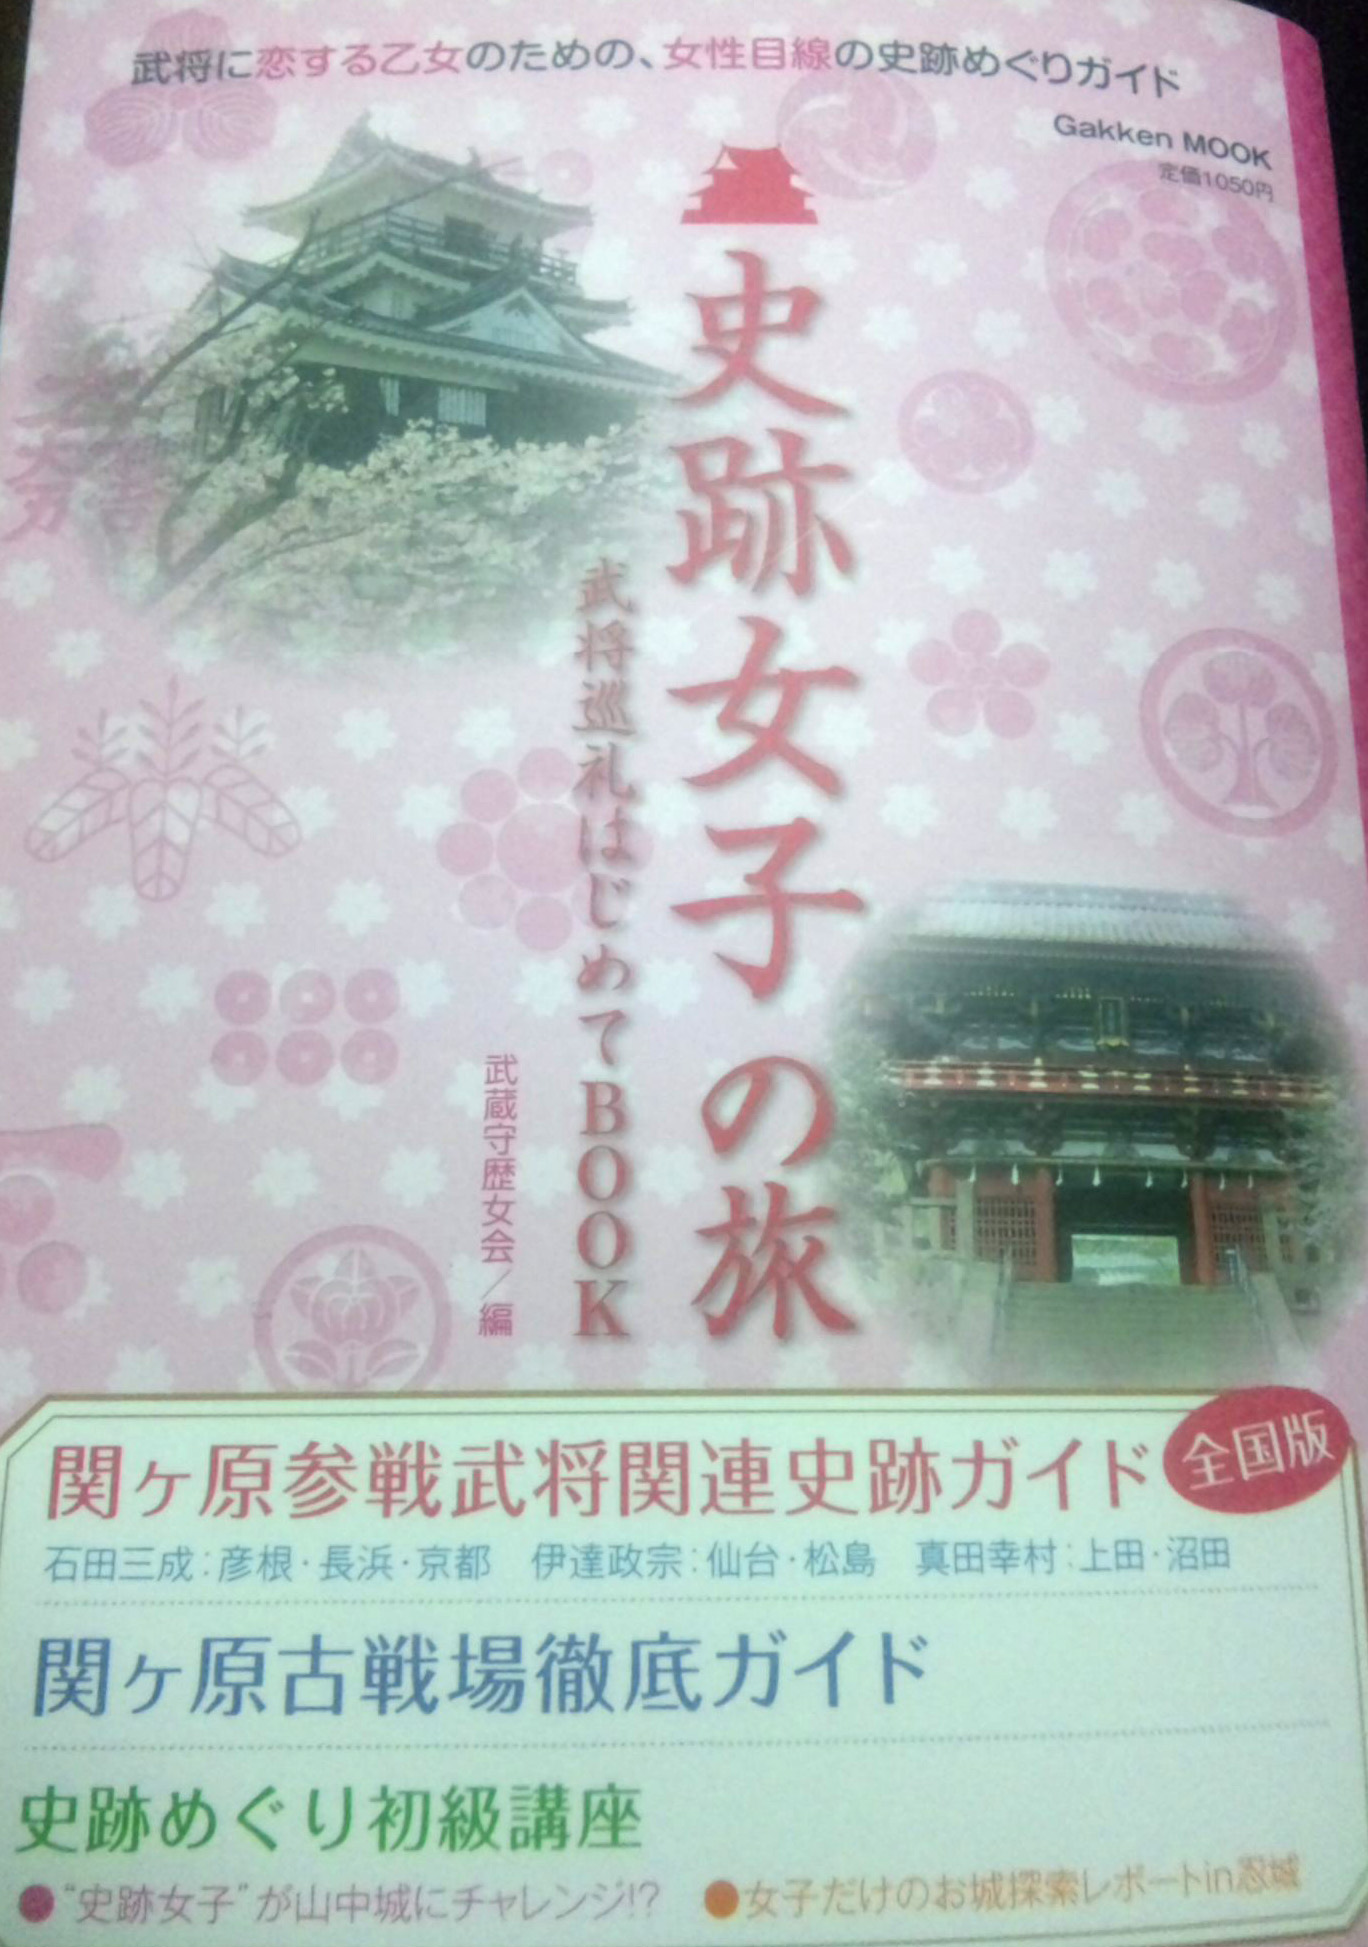 武将に恋する乙女のための、女性目線の史跡めぐりガイド
Gakken MOOK
定価1050円
史跡女子の旅
武将巡礼はじめてBOOK
武蔵守歴女会／編
関ヶ原参戦武将関連史跡ガイド
全国版
石田三成:彦根・長浜・京都　伊達政宗:仙台・松島　真田幸村:上田・沼田
関ヶ原古戦場徹底ガイド
史跡めぐり初級講座
●“史跡女子”が山中城にチャレンジ!?
●女子だけのお城探索レポートin忍城